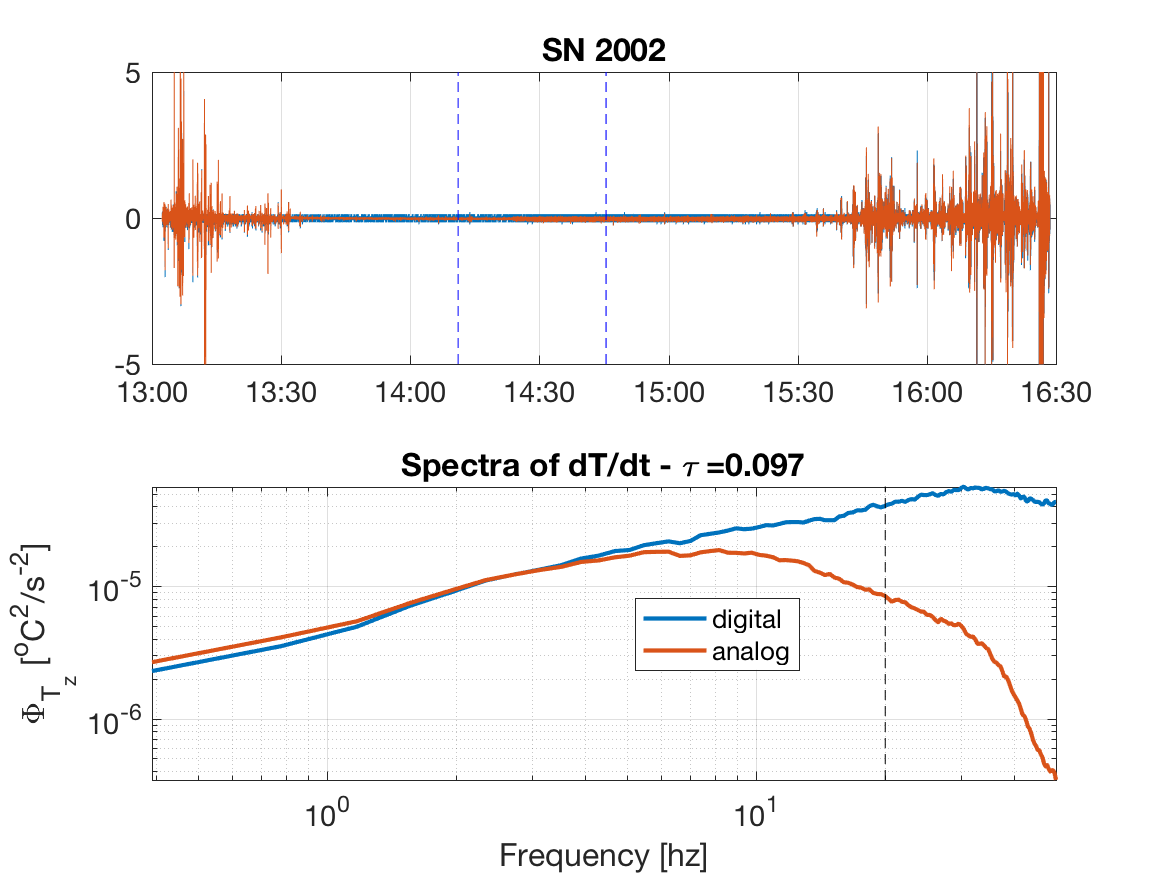 SN 2002
5
0
-5
13:00 13:30 14:00 14:30 15:00 15:30 16:00 16:30
Spectra of dT/dt - τ =0.097
Φ_{T_z} [°C²/s⁻²]
10⁻⁵
10⁻⁶
digital
analog
10⁰ 10¹
Frequency [hz]